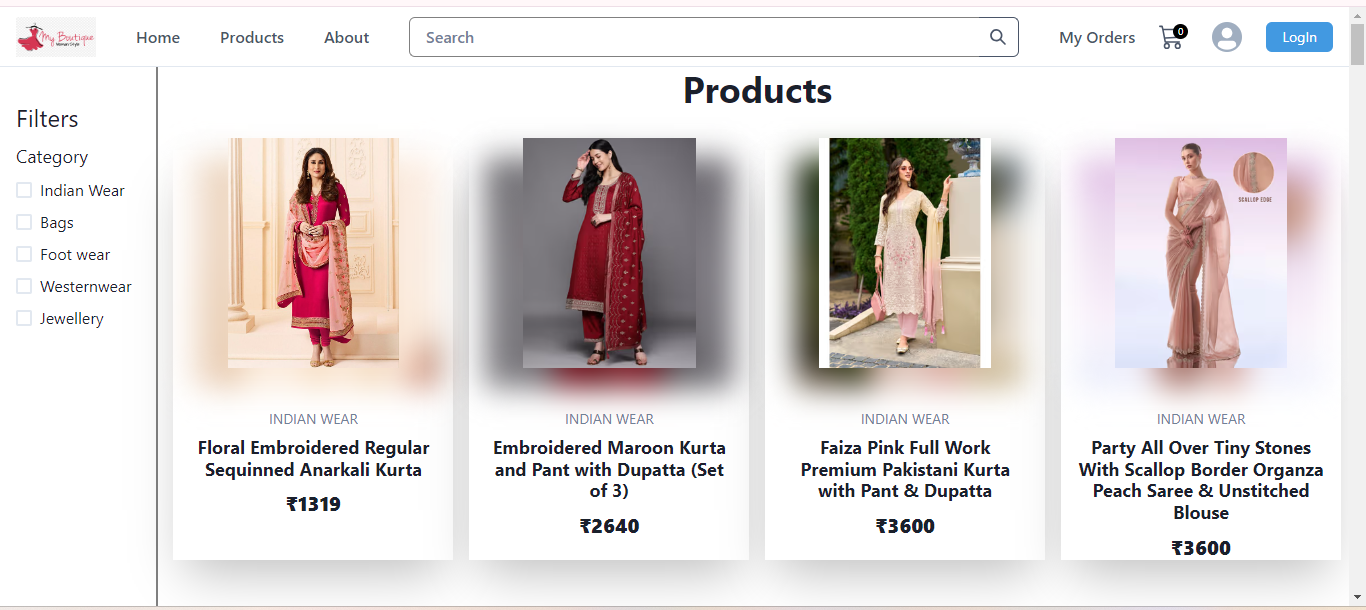 My Boutique
Woman Style
Home
Products
About
Search
My Orders
0
LogIn
Filters
Category
Indian Wear
Bags
Foot wear
Westernwear
Jewellery
Products
INDIAN WEAR
Floral Embroidered Regular
Sequinned Anarkali Kurta
₹1319
INDIAN WEAR
Embroidered Maroon Kurta
and Pant with Dupatta (Set
of 3)
₹2640
INDIAN WEAR
Faiza Pink Full Work
Premium Pakistani Kurta
with Pant & Dupatta
₹3600
SCALLOP EDGE
INDIAN WEAR
Party All Over Tiny Stones
With Scallop Border Organza
Peach Saree & Unstitched
Blouse
₹3600